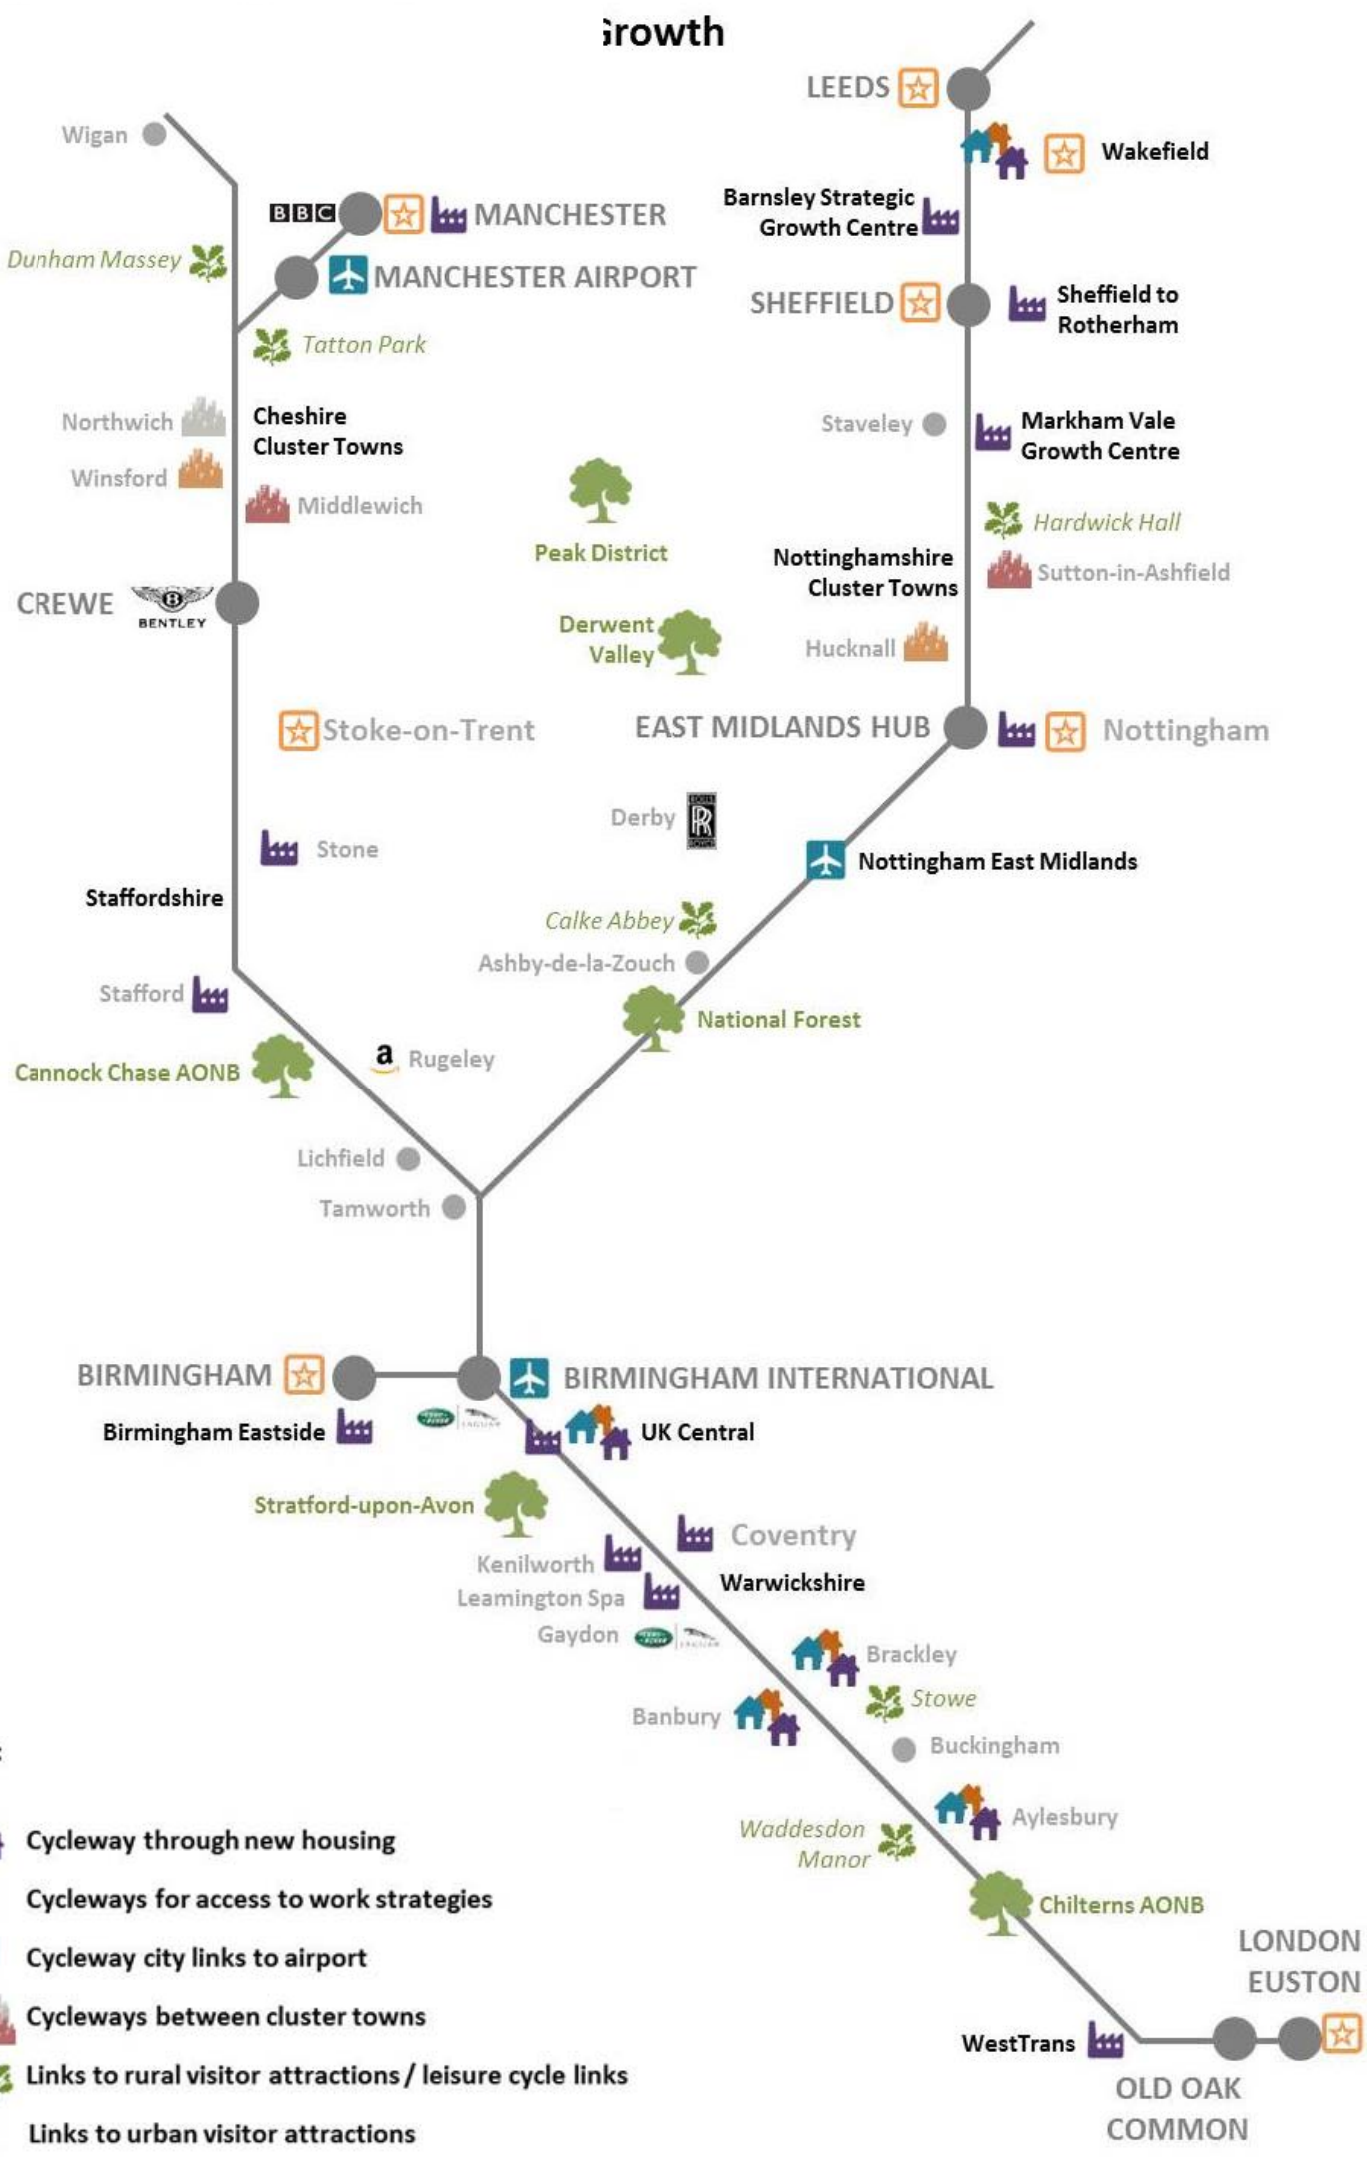 Growth
LEEDS
Wigan
Wakefield
Barnsley Strategic
Growth Centre
BBC
MANCHESTER
Dunham Massey
MANCHESTER AIRPORT
SHEFFIELD
Sheffield to
Rotherham
Tatton Park
Northwich
Cheshire
Cluster Towns
Staveley
Markham Vale
Growth Centre
Winsford
Middlewich
Hardwick Hall
Peak District
Nottinghamshire
Cluster Towns
Sutton-in-Ashfield
CREWE
B
BENTLEY
Derwent
Valley
Hucknall
Stoke-on-Trent
EAST MIDLANDS HUB
Nottingham
Derby
ROLLS
RR
ROYCE
Stone
Nottingham East Midlands
Staffordshire
Calke Abbey
Ashby-de-la-Zouch
Stafford
National Forest
Cannock Chase AONB
a
Rugeley
Lichfield
Tamworth
BIRMINGHAM
BIRMINGHAM INTERNATIONAL
Birmingham Eastside
JAGUAR
UK Central
Stratford-upon-Avon
Coventry
Kenilworth
Warwickshire
Leamington Spa
Gaydon
JAGUAR
Brackley
Stowe
Banbury
Buckingham
Aylesbury
Waddesdon
Manor
Chilterns AONB
LONDON
EUSTON
WestTrans
OLD OAK
COMMON
:
Cycleway through new housing
Cycleways for access to work strategies
Cycleway city links to airport
Cycleways between cluster towns
Links to rural visitor attractions / leisure cycle links
Links to urban visitor attractions